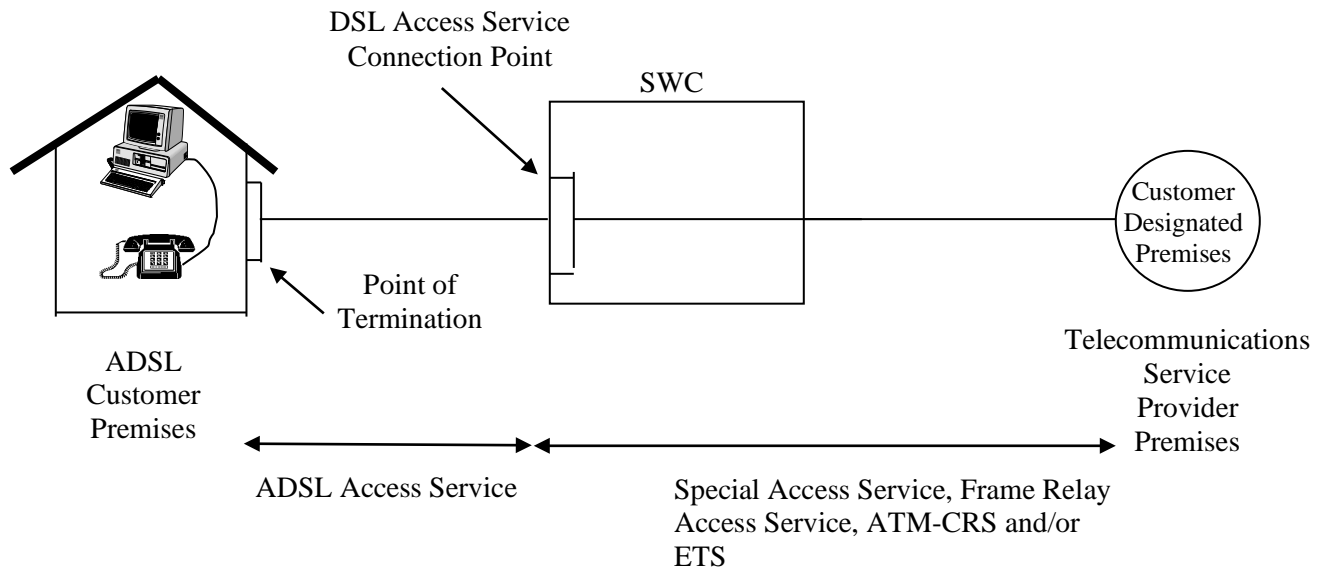 DSL Access Service
Connection Point
SWC
Customer
Designated
Premises
Point of
Termination
ADSL
Customer
Premises
Telecommunications
Service
Provider
Premises
ADSL Access Service
Special Access Service, Frame Relay
Access Service, ATM-CRS and/or
ETS